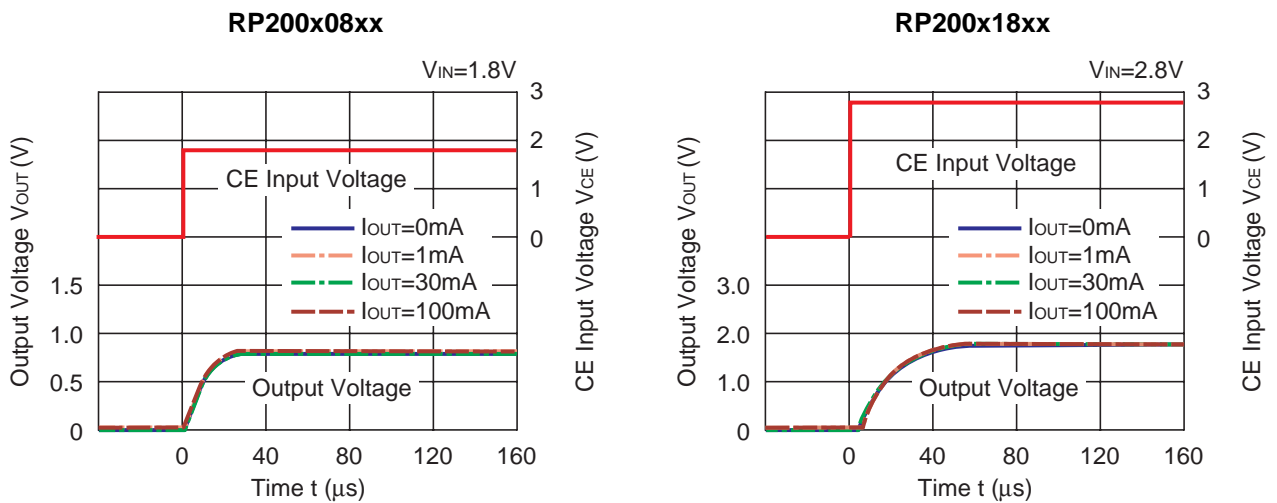 RP200x08xx
VIN=1.8V
3
2
1
0
CE Input Voltage
IOUT=0mA
IOUT=1mA
IOUT=30mA
IOUT=100mA
1.5
1.0
0.5
0
Output Voltage
Output Voltage VOUT (V)
CE Input Voltage VCE (V)
0 40 80 120 160
Time t (μs)
RP200x18xx
VIN=2.8V
3
2
1
0
CE Input Voltage
IOUT=0mA
IOUT=1mA
IOUT=30mA
IOUT=100mA
3.0
2.0
1.0
0
Output Voltage
Output Voltage VOUT (V)
CE Input Voltage VCE (V)
0 40 80 120 160
Time t (μs)